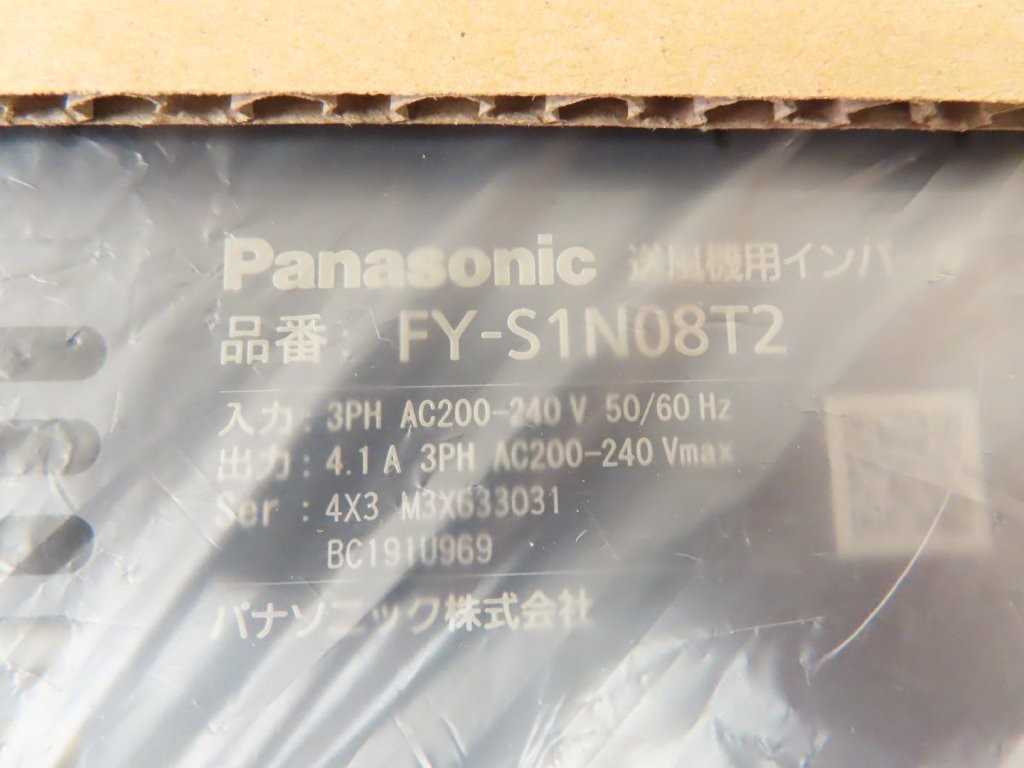 Panasonic 送風機用インバ
品番: FY-S1N08T2
入力: 3PH AC200-240 V 50/60 Hz
出力: 4.1 A 3PH AC200-240 Vmax
Ser : 4X3 M3X633031
BC191U969
パナソニック株式会社